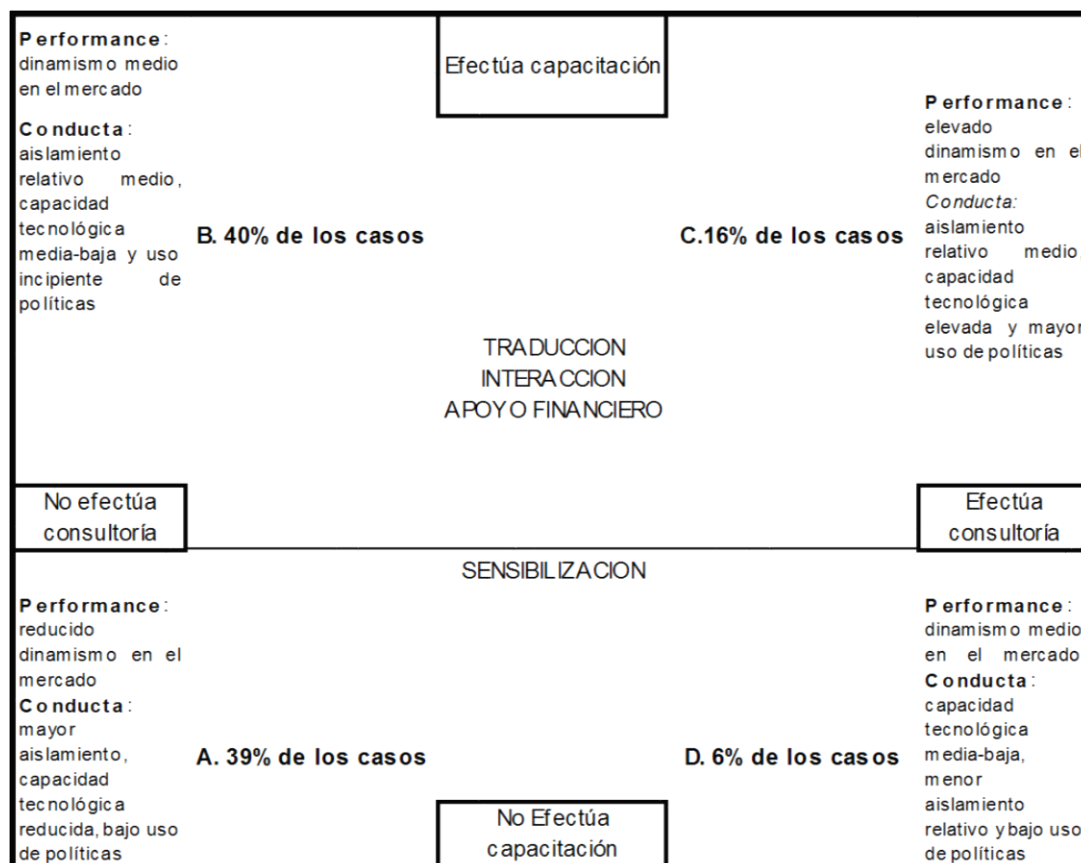 Performance:
dinamismo medio
en el mercado
Conducta:
aislamiento
relativo medio,
capacidad
tecnológica
media-baja y uso
incipiente de
políticas
Efectúa capacitación
Performance:
elevado
dinamismo en el
mercado
Conducta:
aislamiento
relativo medio,
capacidad
tecnológica
elevada y mayor
uso de políticas
B. 40% de los casos
C.16% de los casos
TRADUCCION
INTERACCION
APOYO FINANCIERO
No efectúa
consultoría
Efectúa
consultoría
SENSIBILIZACION
Performance:
reducido
dinamismo en el
mercado
Conducta:
mayor
aislamiento,
capacidad
tecnológica
reducida, bajo uso
de políticas
A. 39% de los casos
D. 6% de los casos
No Efectúa
capacitación
Performance:
dinamismo medio
en el mercado
Conducta:
capacidad
tecnológica
media-baja,
menor
aislamiento
relativo y bajo uso
de políticas